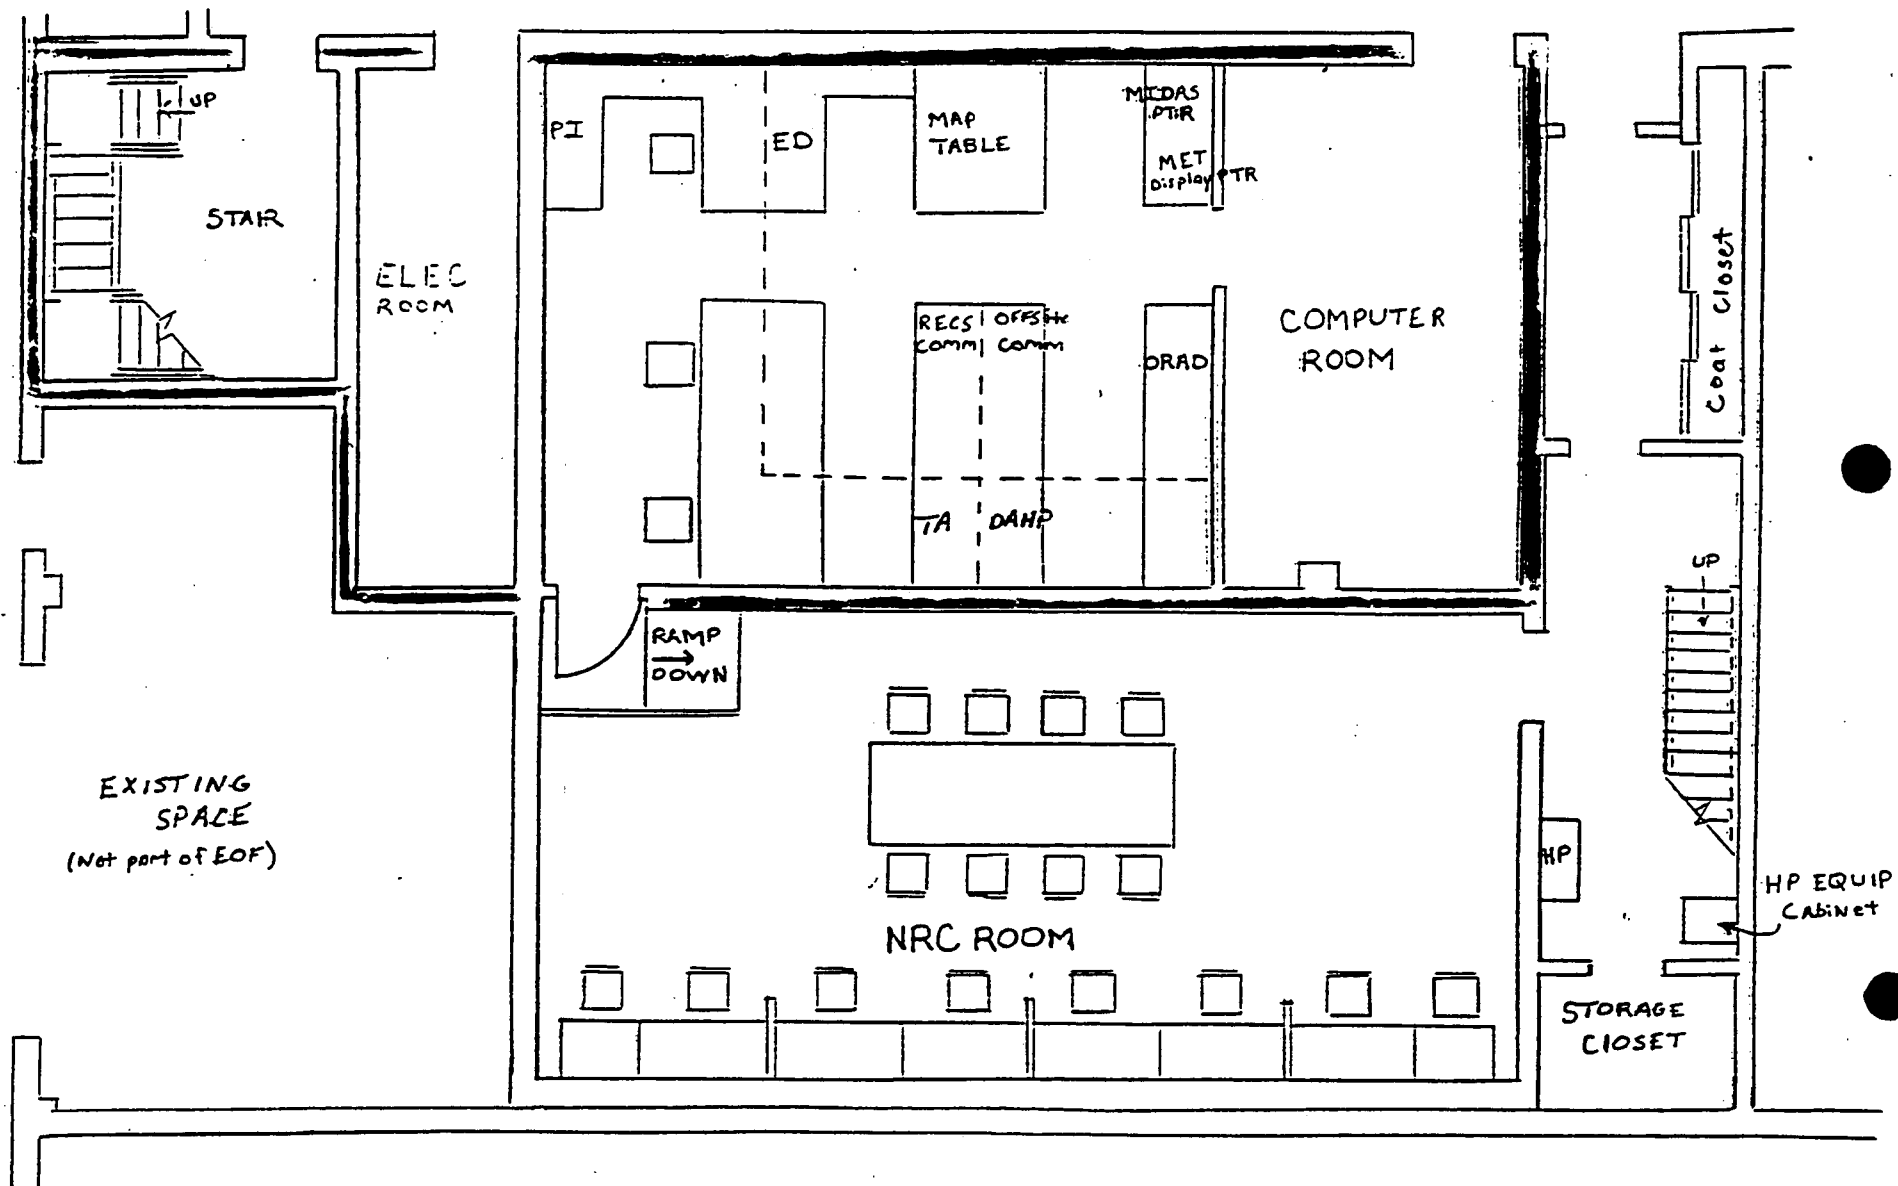 UP
STAIR
ELEC
ROOM
PI
ED
MAP
TABLE
MIDAS
PTR
MET
Display PTR
RECS
Comm
OFFSite
Comm
DRAD
TA
DAHP
COMPUTER
ROOM
Coat Closet
UP
RAMP
DOWN
EXISTING
SPACE
(Not part of EOF)
NRC ROOM
HP
HP EQUIP
CABiNet
STORAGE
ClOSET